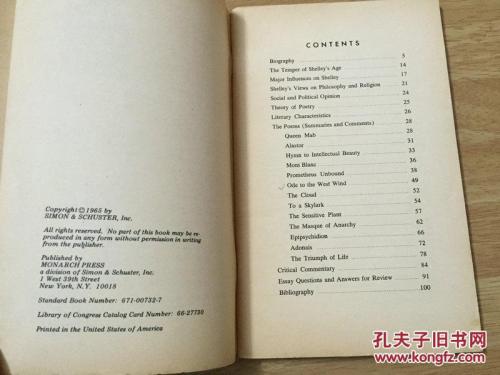 Copyright © 1965 by
SIMON & SCHUSTER, Inc.
All rights reserved. No part of this book may be re-
produced in any form without permission in writing
from the publisher.
Published by
MONARCH PRESS
a division of Simon & Schuster, Inc.
1 West 39th Street
New York, N.Y. 10018
Standard Book Number: 671-00732-7
Library of Congress Catalog Card Number: 66-27730
Printed in the United States of America
CONTENTS
Biography 5
The Temper of Shelley's Age 14
Major Influences on Shelley 17
Shelley's Views on Philosophy and Religion 21
Social and Political Opinion 24
Theory of Poetry 25
Literary Characteristics 26
The Poems (Summaries and Comments) 28
Queen Mab 28
Alastor 31
Hymn to Intellectual Beauty 33
Mont Blanc 36
Prometheus Unbound 38
Ode to the West Wind 49
The Cloud 52
To a Skylark 54
The Sensitive Plant 57
The Masque of Anarchy 62
Epipsychidion 66
Adonais 72
The Triumph of Life 78
Critical Commentary 84
Essay Questions and Answers for Review 91
Bibliography 100
孔夫子旧书网
www.kongfz.com